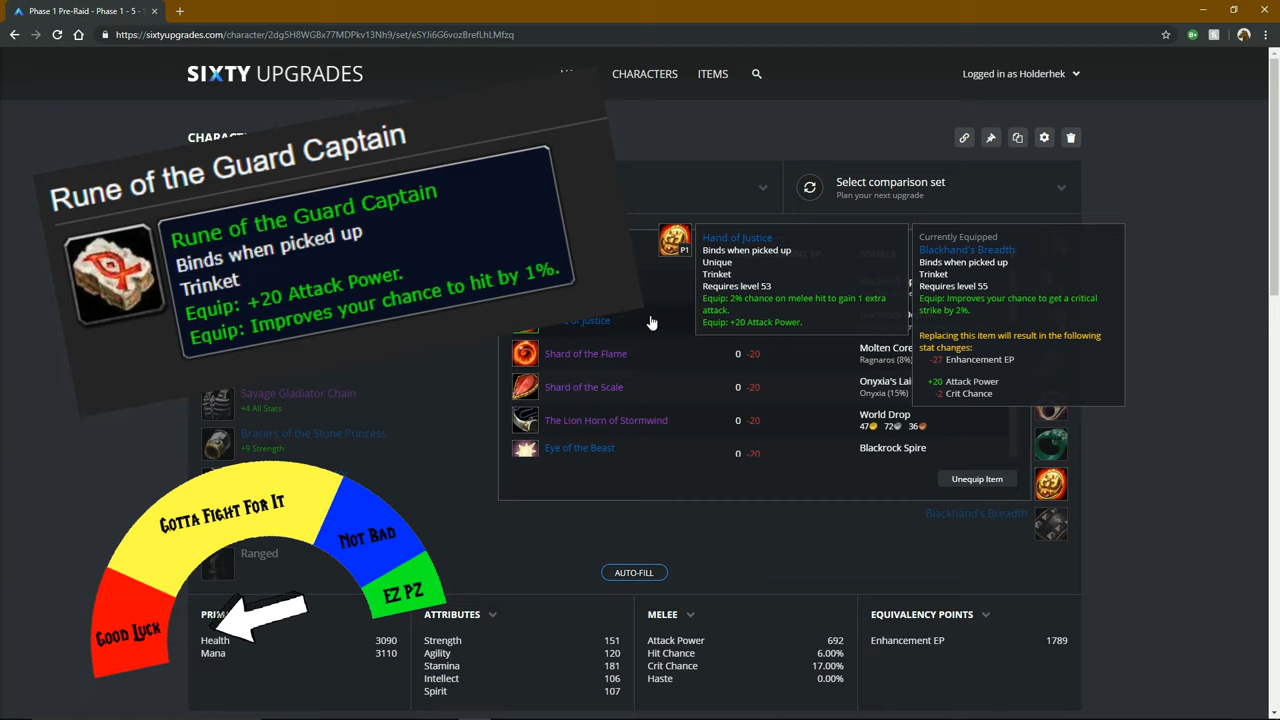 Phase 1 Pre-Raid - Phase 1 - 5 -
https://sixtyupgrades.com/character/2dg5H8WGBx77MDPkv13Nh9/set/eSYJi6G6vozBrefLhLMfzq
SIXTY UPGRADES
CHARACTERS
ITEMS
Logged in as Holderhek
Select comparison set
Plan your next upgrade
Rune of the Guard Captain
Rune of the Guard Captain
Binds when picked up
Trinket
Equip: +20 Attack Power.
Equip: Improves your chance to hit by 1%.
P1
Hand of Justice
Binds when picked up
Unique
Trinket
Requires level 53
Equip: 2% chance on melee hit to gain 1 extra
attack.
Equip: +20 Attack Power.
Currently Equipped
Blackhand's Breadth
Binds when picked up
Trinket
Requires level 55
Equip: Improves your chance to get a critical
strike by 2%.
Replacing this item will result in the following
stat changes:
-27 Enhancement EP
+20 Attack Power
-2 Crit Chance
Shard of the Flame 0 -20 Molten Core
Ragnaros (8%)
Shard of the Scale 0 -20 Onyxia's Lai
Onyxia (15%)
The Lion Horn of Stormwind 0 -20 World Drop
47 72 36
Eye of the Beast 0 -20 Blackrock Spire
Unequip Item
Savage Gladiator Chain
+4 All Stats
Bracers of the Stone Princess
+9 Strength
Blackhand's Breadth
Ranged
AUTO-FILL
Good Luck
Gotta Fight For It
Not Bad
EZ PZ
Health 3090
Mana 3110
ATTRIBUTES
Strength 151
Agility 120
Stamina 181
Intellect 106
Spirit 107
MELEE
Attack Power 692
Hit Chance 6.00%
Crit Chance 17.00%
Haste 0.00%
EQUIVALENCY POINTS
Enhancement EP 1789